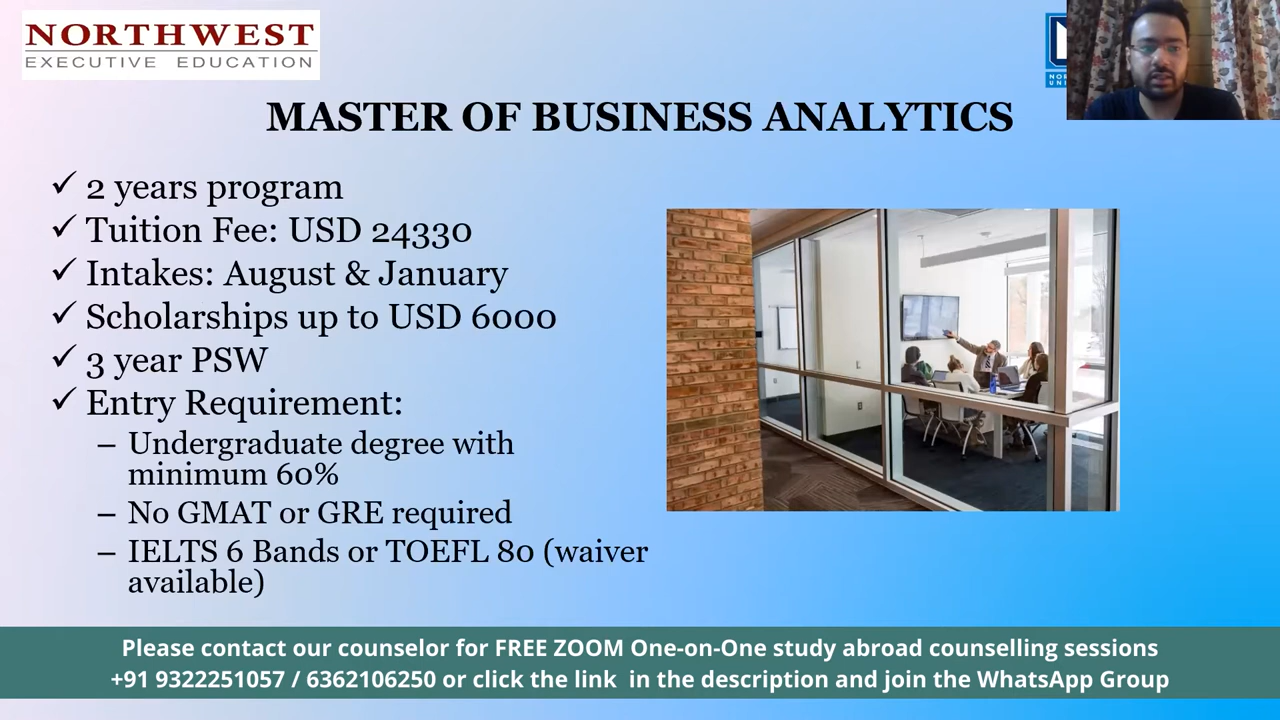 NORTHWEST
EXECUTIVE EDUCATION
MASTER OF BUSINESS ANALYTICS
✓ 2 years program
✓ Tuition Fee: USD 24330
✓ Intakes: August & January
✓ Scholarships up to USD 6000
✓ 3 year PSW
✓ Entry Requirement:
– Undergraduate degree with
minimum 60%
– No GMAT or GRE required
– IELTS 6 Bands or TOEFL 80 (waiver
available)
Please contact our counselor for FREE ZOOM One-on-One study abroad counselling sessions
+91 9322251057 / 6362106250 or click the link in the description and join the WhatsApp Group